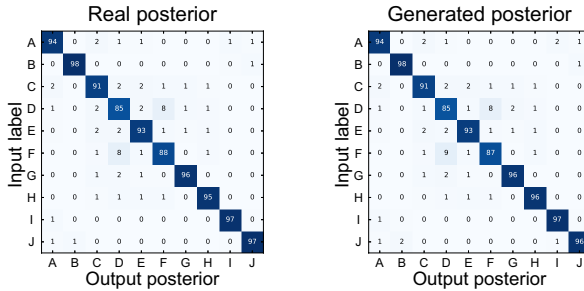 Real posterior
Input label
A 94 0 2 1 1 0 0 0 1 1
B 0 98 0 0 0 0 0 0 0 1
C 2 0 91 2 1 2 1 1 0 0
D 1 0 2 85 2 8 1 1 0 0
E 0 0 2 2 93 1 1 1 0 0
F 0 0 1 8 1 88 0 0 0 0
G 0 0 1 2 1 1 96 0 0 0
H 0 0 0 1 1 1 0 95 0 0
I 1 0 0 0 0 0 0 0 97 0
J 1 1 0 0 0 0 0 0 0 97
A B C D E F G H I J
Output posterior
Generated posterior
Input label
A 94 0 2 1 0 0 0 0 2 1
B 0 98 0 0 0 0 0 0 0 1
C 2 0 91 2 1 2 1 1 0 0
D 1 0 2 85 1 8 2 1 0 0
E 0 0 2 2 93 1 1 1 0 0
F 0 0 1 9 1 87 0 0 0 0
G 0 0 1 2 1 0 96 0 0 0
H 0 0 0 1 1 1 0 96 0 0
I 1 0 0 0 0 0 0 0 97 0
J 1 2 0 0 0 0 0 0 1 96
A B C D E F G H I J
Output posterior